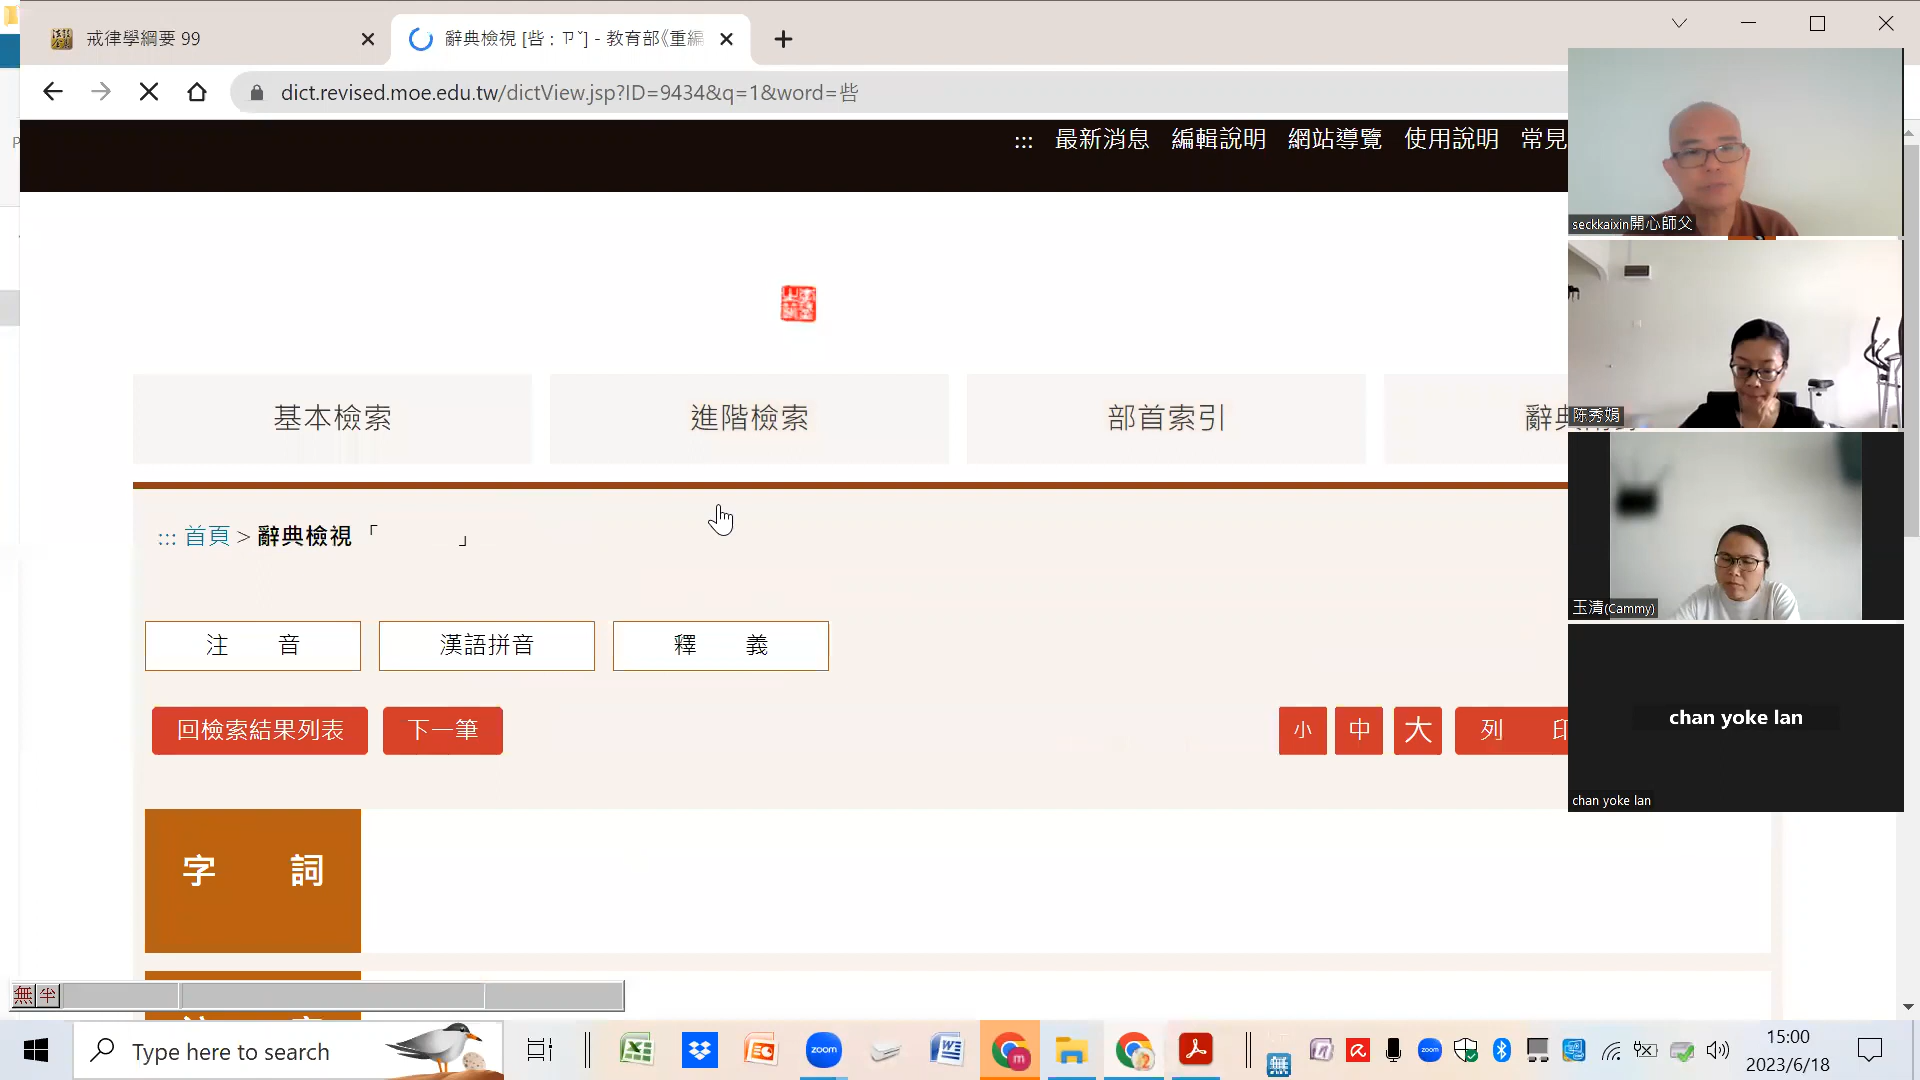 戒律學綱要 99
辭典檢視 [呰 : ㄗˇ] - 教育部《重編
dict.revised.moe.edu.tw/dictView.jsp?ID=9434&q=1&word=呰
::: 最新消息 編輯說明 網站導覽 使用說明 常見
seckkaixin開心師父
基本檢索 進階檢索 部首索引
陈秀娟
::: 首頁 > 辭典檢視 「 」
玉清(Cammy)
注 音 漢語拼音 釋 義
回檢索結果列表 下一筆 小 中 大 列 印
chan yoke lan
chan yoke lan
字 詞
無 半
Type here to search
zoom
zoom
15:00
2023/6/18